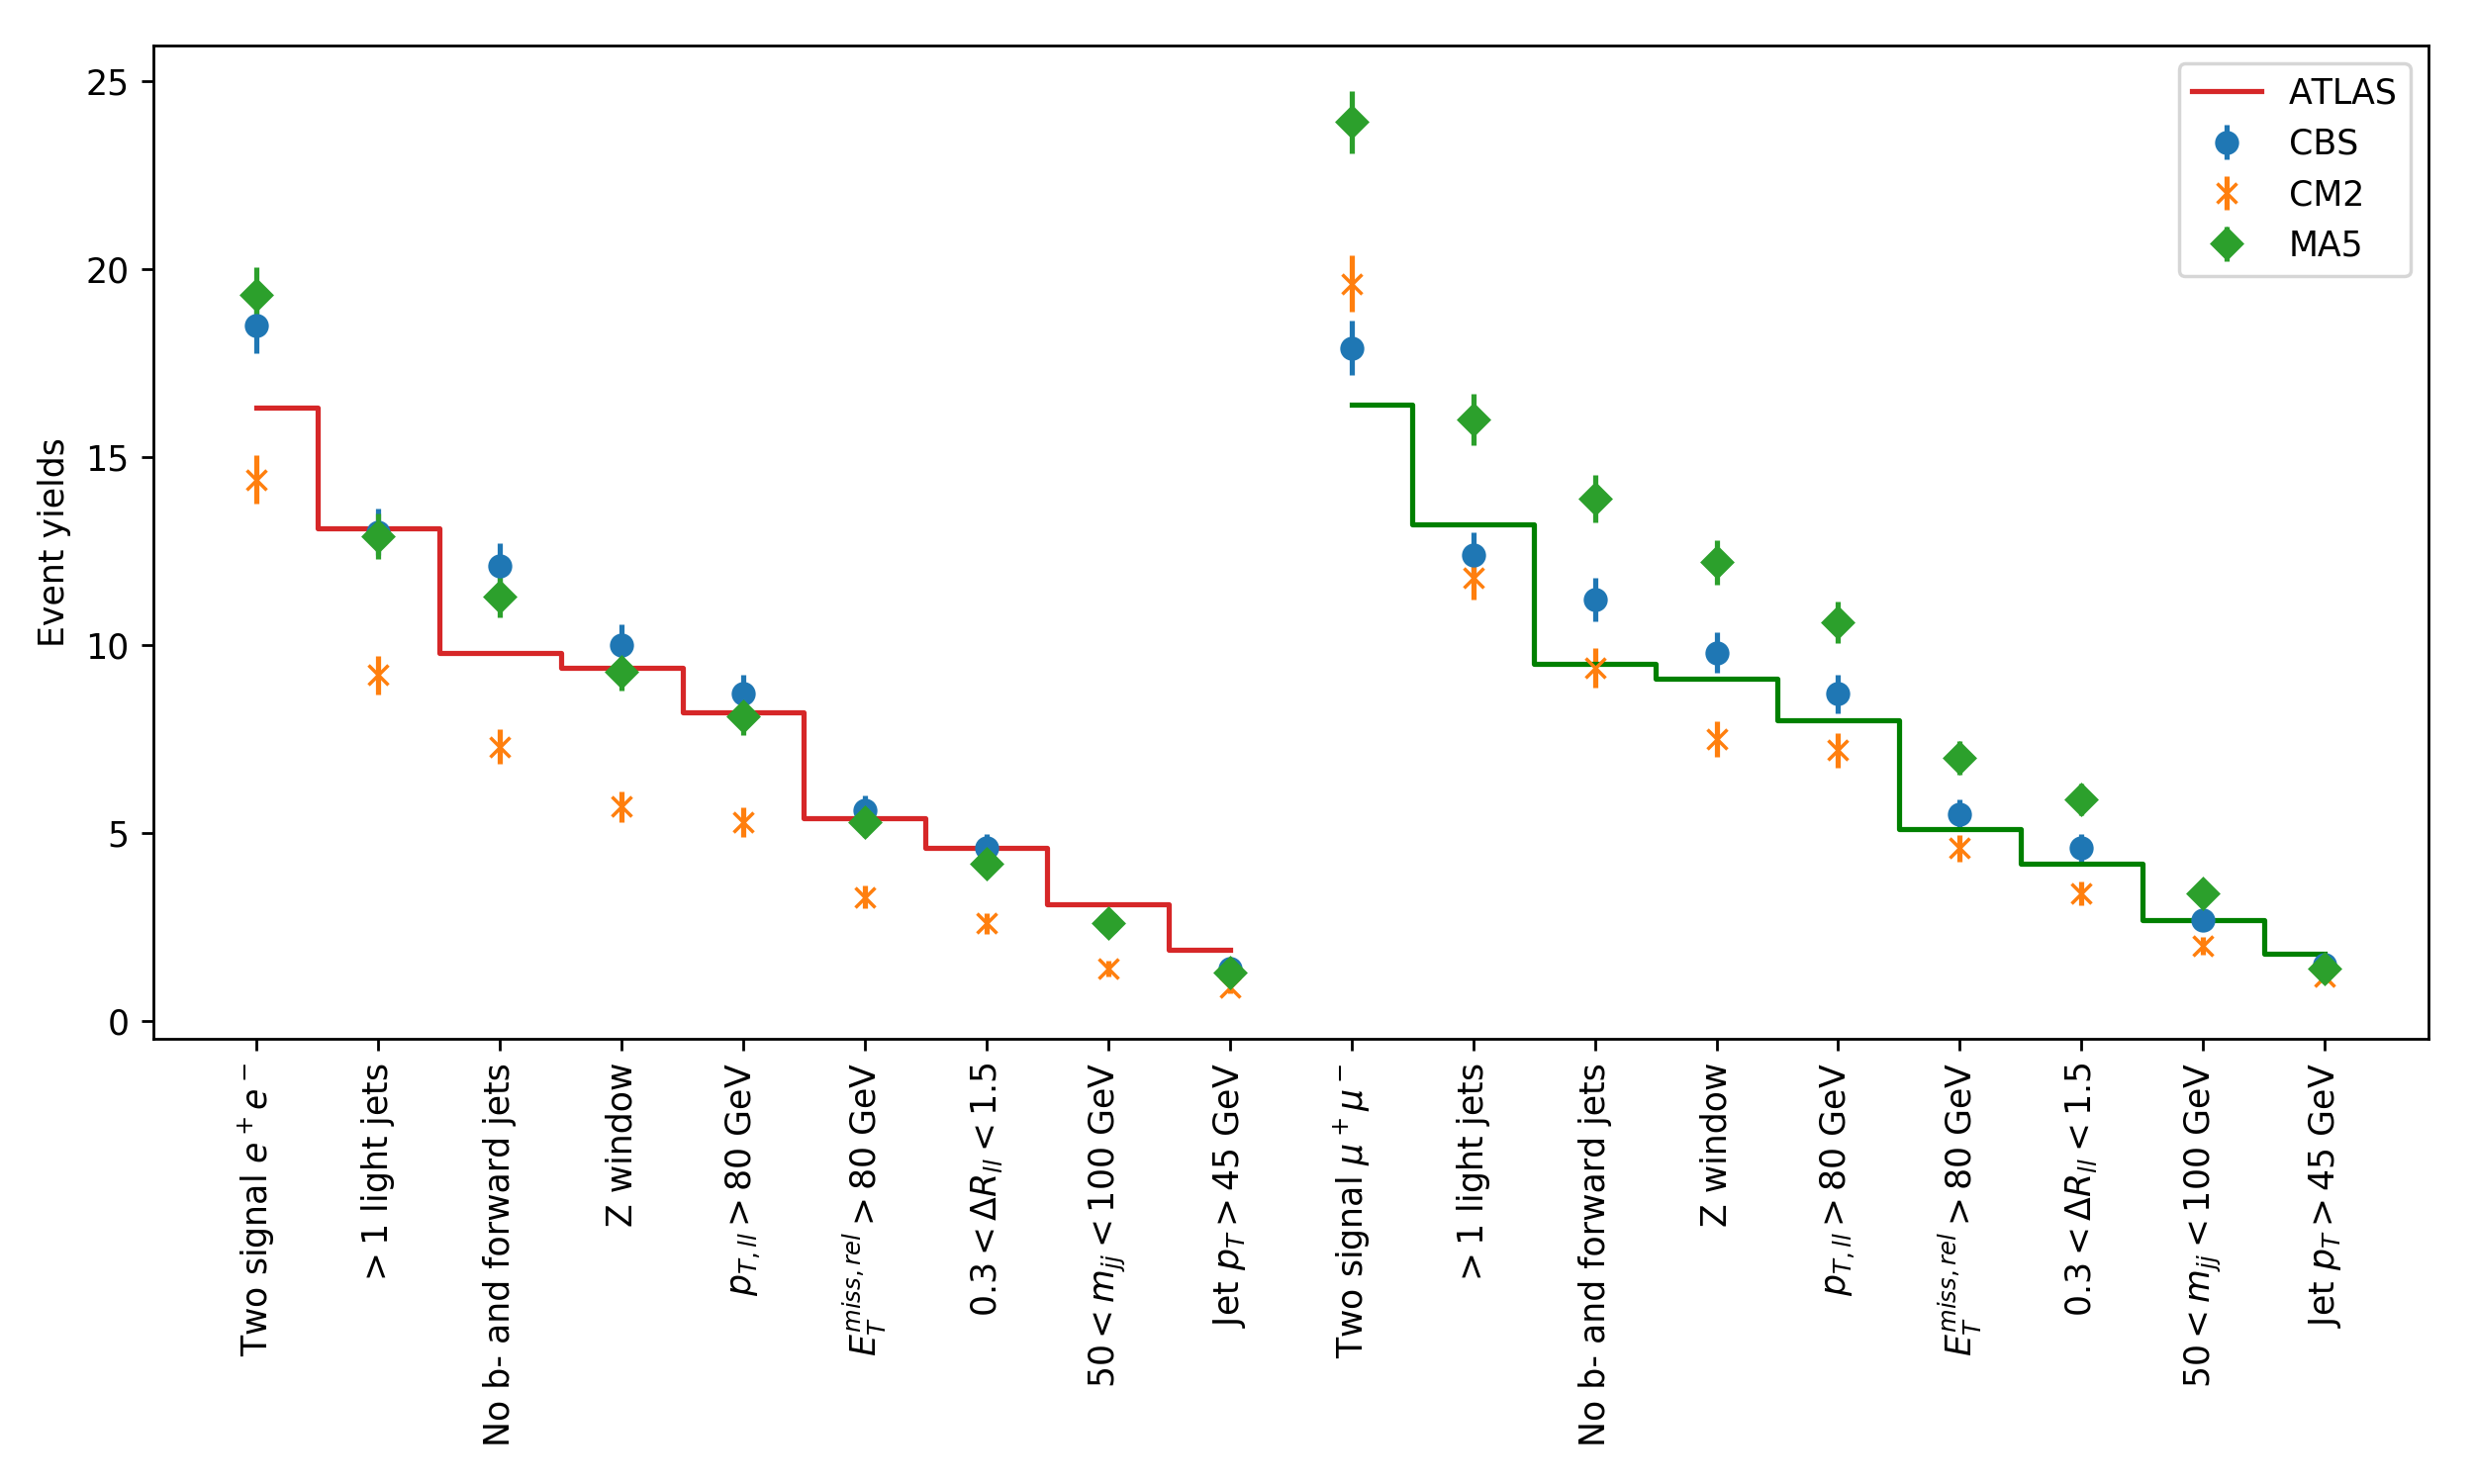 25
20
15
10
5
0
Event yields
ATLAS
CBS
CM2
MA5
Two signal e⁺e⁻
> 1 light jets
No b- and forward jets
Z window
p_{T, ll} > 80 GeV
E_T^{miss, rel} > 80 GeV
0.3 < ΔR_{ll} < 1.5
50 < m_{jj} < 100 GeV
Jet p_T > 45 GeV
Two signal μ⁺μ⁻
> 1 light jets
No b- and forward jets
Z window
p_{T, ll} > 80 GeV
E_T^{miss, rel} > 80 GeV
0.3 < ΔR_{ll} < 1.5
50 < m_{jj} < 100 GeV
Jet p_T > 45 GeV